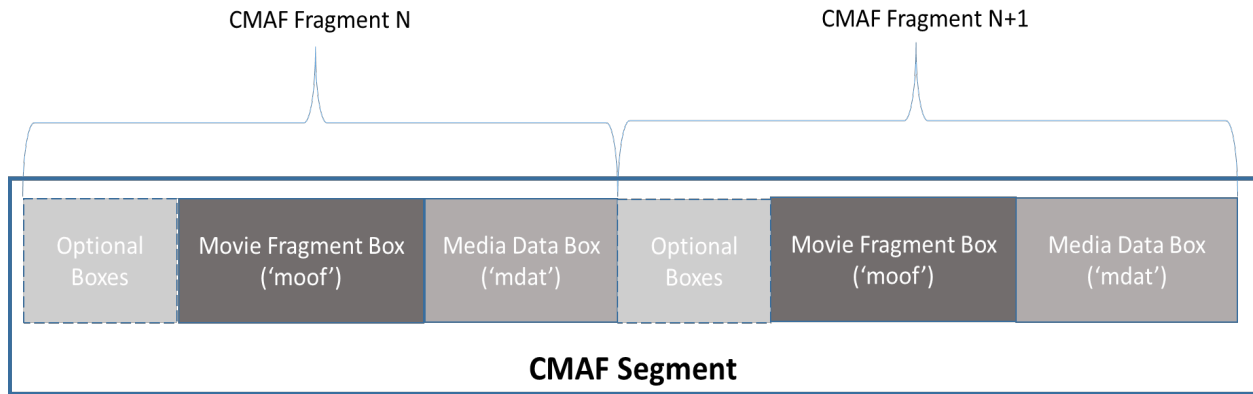 CMAF Fragment N
CMAF Fragment N+1
Optional
Boxes
Movie Fragment Box
(‘moof’)
Media Data Box
(‘mdat’)
Optional
Boxes
Movie Fragment Box
(‘moof’)
Media Data Box
(‘mdat’)
CMAF Segment